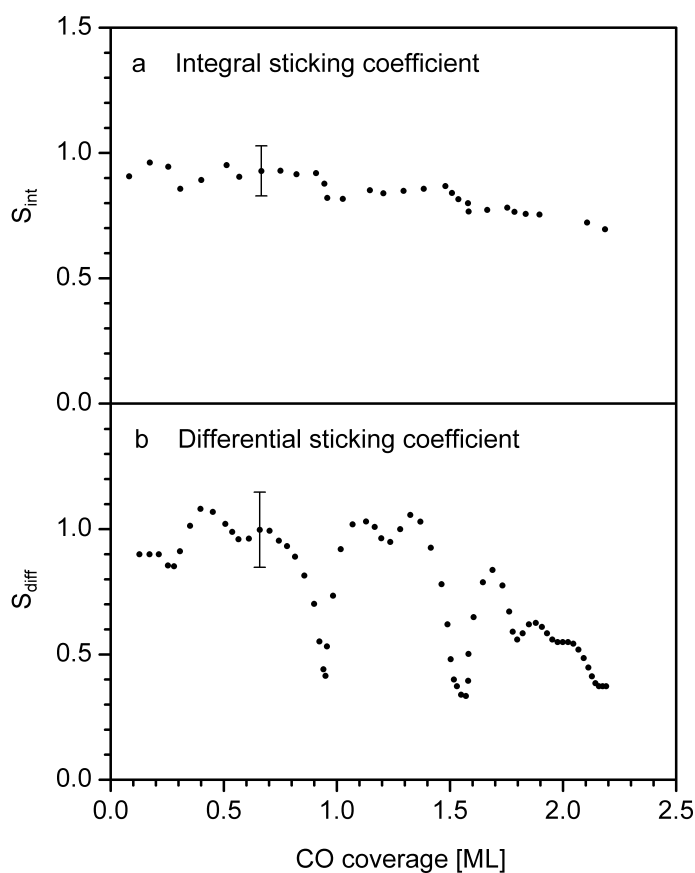 1.5
a Integral sticking coefficient
1.0
S_int
0.5
0.0
b Differential sticking coefficient
1.0
S_diff
0.5
0.0
0.0 0.5 1.0 1.5 2.0 2.5
CO coverage [ML]